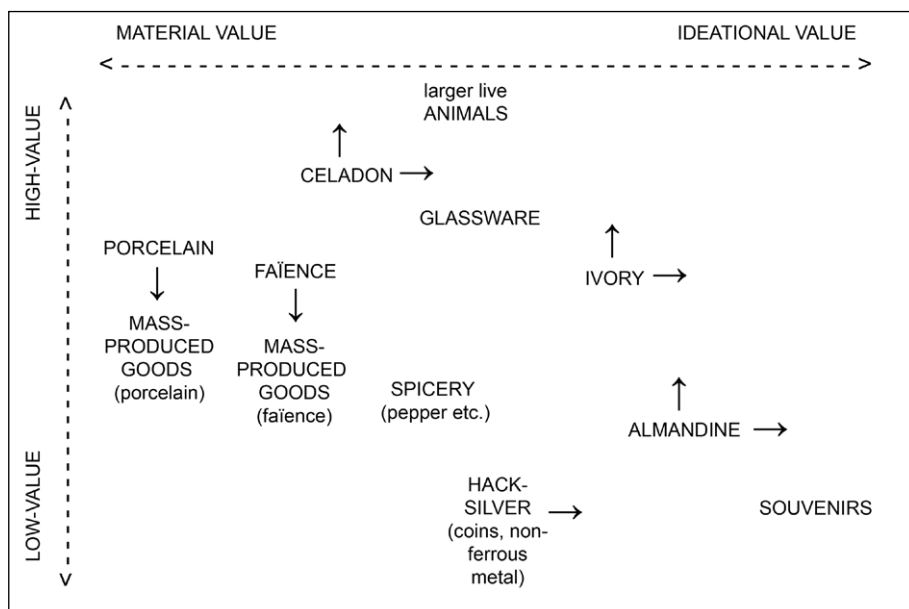 MATERIAL VALUE
IDEATIONAL VALUE
HIGH-VALUE
LOW-VALUE
larger live
ANIMALS
CELADON
GLASSWARE
PORCELAIN
FAÏENCE
IVORY
MASS-
PRODUCED
GOODS
(porcelain)
MASS-
PRODUCED
GOODS
(faïence)
SPICERY
(pepper etc.)
ALMANDINE
HACK-
SILVER
(coins, non-
ferrous
metal)
SOUVENIRS